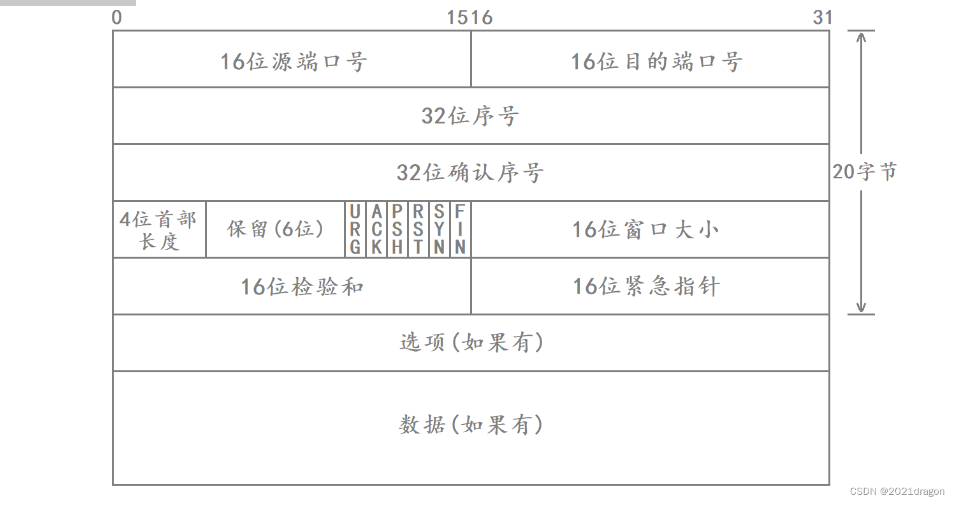 0 1516 31
16位源端口号 16位目的端口号
32位序号
32位确认序号
20字节
4位首部
长度
保留(6位)
URG
ACK
PSH
RST
SYN
FIN
16位窗口大小
16位检验和 16位紧急指针
选项(如果有)
数据(如果有)
CSDN @2021dragon